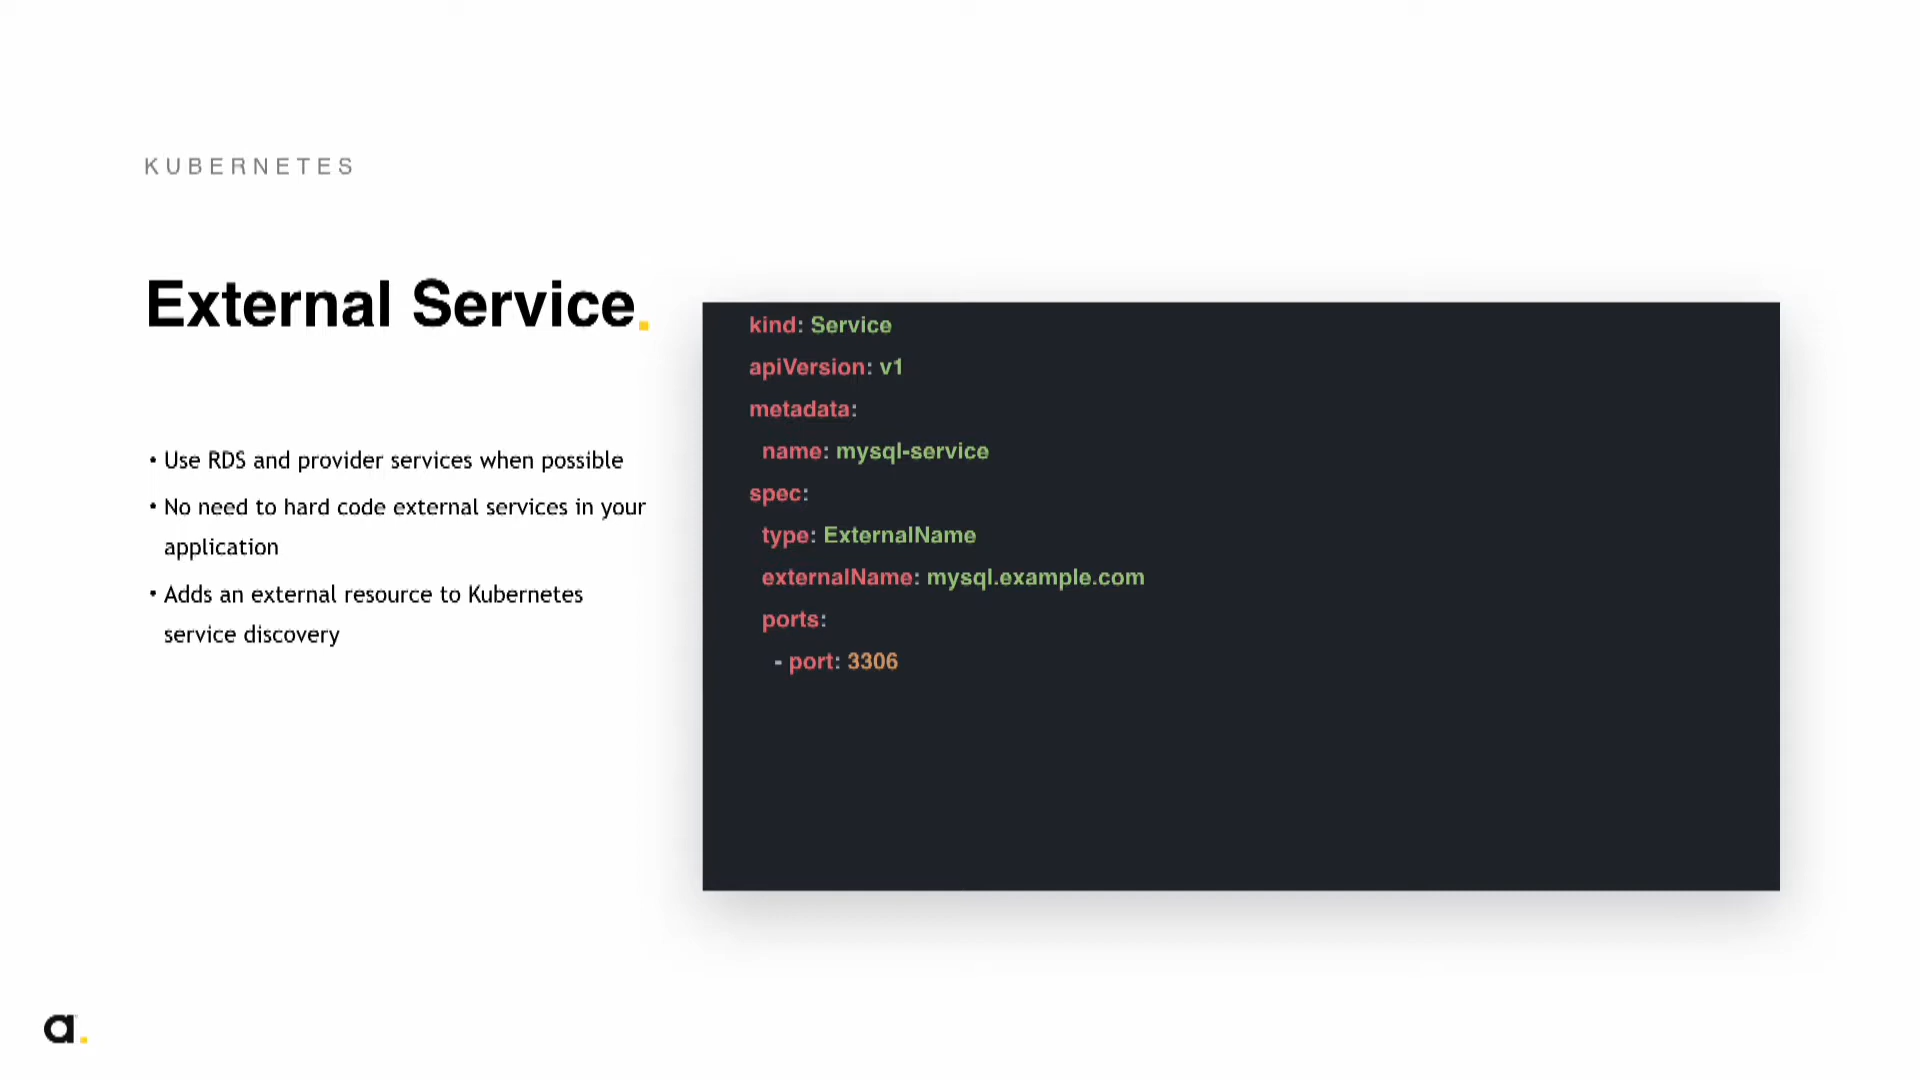 KUBERNETES
External Service.
• Use RDS and provider services when possible
• No need to hard code external services in your
application
• Adds an external resource to Kubernetes
service discovery
kind: Service
apiVersion: v1
metadata:
  name: mysql-service
spec:
  type: ExternalName
  externalName: mysql.example.com
  ports:
    - port: 3306
a.